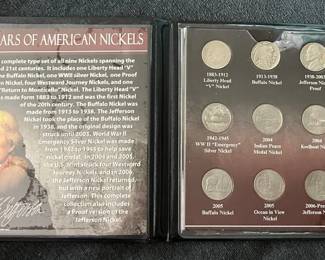 ARS OF AMERICAN NICKELS
complete type set of all nine Nickels spanning the
nd 21st centuries. It includes one Liberty Head "V"
ne Buffalo Nickel, one WWII silver Nickel, one Proof
n Nickel, four Westward Journey Nickels, and one
"Return to Monticello" Nickel. The Liberty Head "V"
made form 1883 to 1912 and was the first Nickel
of the 20th century. The Buffalo Nickel was
made from 1913 to 1938. The Jefferson
Nickel took the place of the Buffalo Nickel in
1938, and the original design was
struck until 2003. World War II
Emergency Silver Nickel was made
from 1942 to 1945 to help save
nickel metal. In 2004 and 2005,
the U.S. Mint struck four Westward
Journey Nickels, and in 2006,
the Jefferson Nickel returned,
but with a new portrait of
Jefferson. This complete
collection also includes
a Proof version of the
Jefferson Nickel.
1883-1912
Liberty Head
"V" Nickel
1913-1938
Buffalo Nickel
1938-2003
Jefferson N
1942-1945
WW II "Emergency"
Silver Nickel
2004
Indian Peace
Medal Nickel
2004
Keelboat N
2005
Buffalo Nickel
2005
Ocean in View
Nickel
2006-Pre
Jefferson N